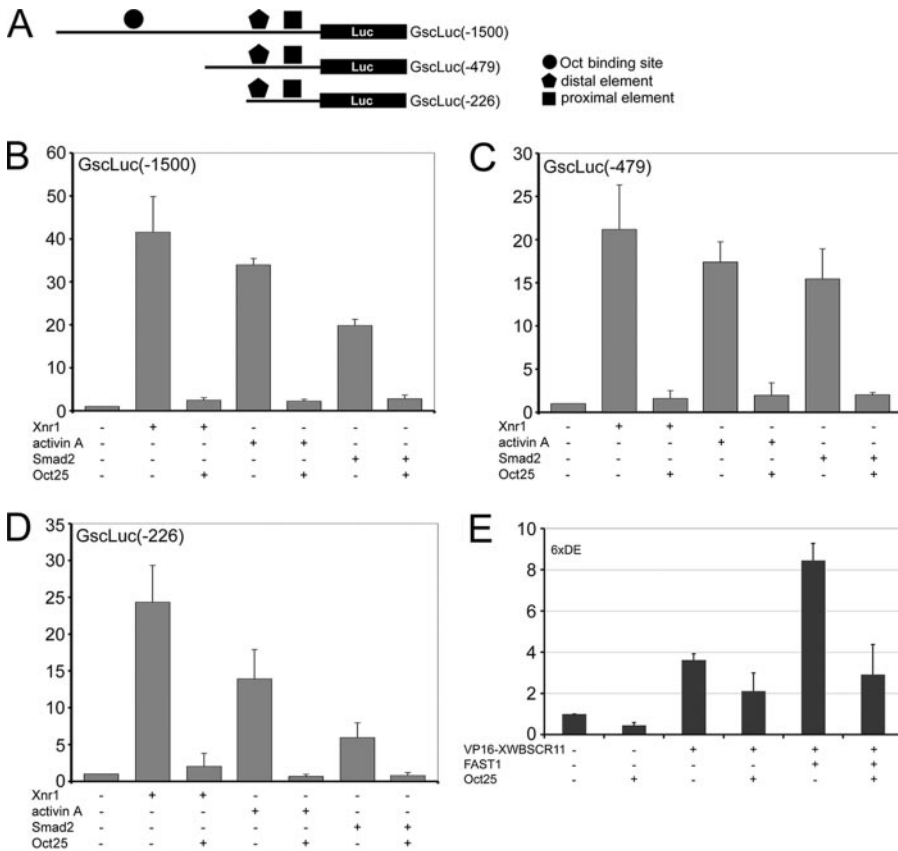 A
Luc GscLuc(-1500)
Luc GscLuc(-479)
Luc GscLuc(-226)
Oct binding site
distal element
proximal element
B
GscLuc(-1500)
60
50
40
30
20
10
0
Xnr1 - + + - - - -
activin A - - - + + - -
Smad2 - - - - - + +
Oct25 - - + - + - +
C
GscLuc(-479)
30
25
20
15
10
5
0
Xnr1 - + + - - - -
activin A - - - + + - -
Smad2 - - - - - + +
Oct25 - - + - + - +
D
GscLuc(-226)
35
30
25
20
15
10
5
0
Xnr1 - + + - - - -
activin A - - - + + - -
Smad2 - - - - - + +
Oct25 - - + - + - +
E
6xDE
10
8
6
4
2
0
VP16-XWBSCR11 - - + + + +
FAST1 - - - - + +
Oct25 - + - + - +